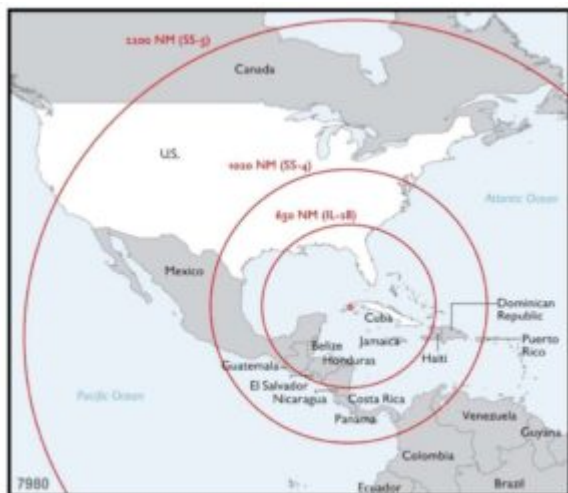 2200 NM (SS-5)
Canada
U.S.
1020 NM (SS-4)
Atlantic Ocean
630 NM (IL-28)
Mexico
Cuba
Dominican
Republic
Belize
Jamaica
Puerto
Rico
Honduras
Haiti
Guatemala
El Salvador
Nicaragua
Costa Rica
Pacific Ocean
Panama
Venezuela
Guyana
Colombia
7980
Ecuador
Brazil